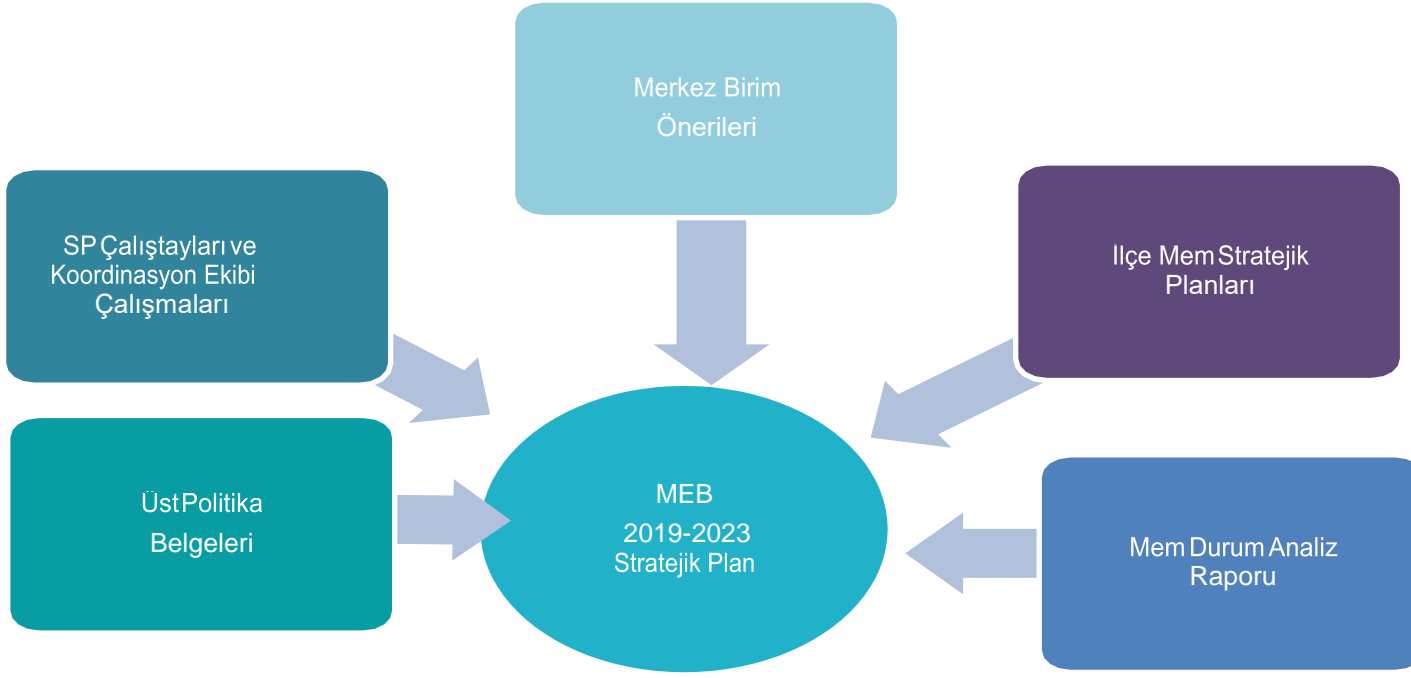 Merkez Birim
Önerileri
SP Çalıştayları ve
Koordinasyon Ekibi
Çalışmaları
İlçe Mem Stratejik
Planları
Üst Politika
Belgeleri
MEB
2019-2023
Stratejik Plan
Mem Durum Analiz
Raporu